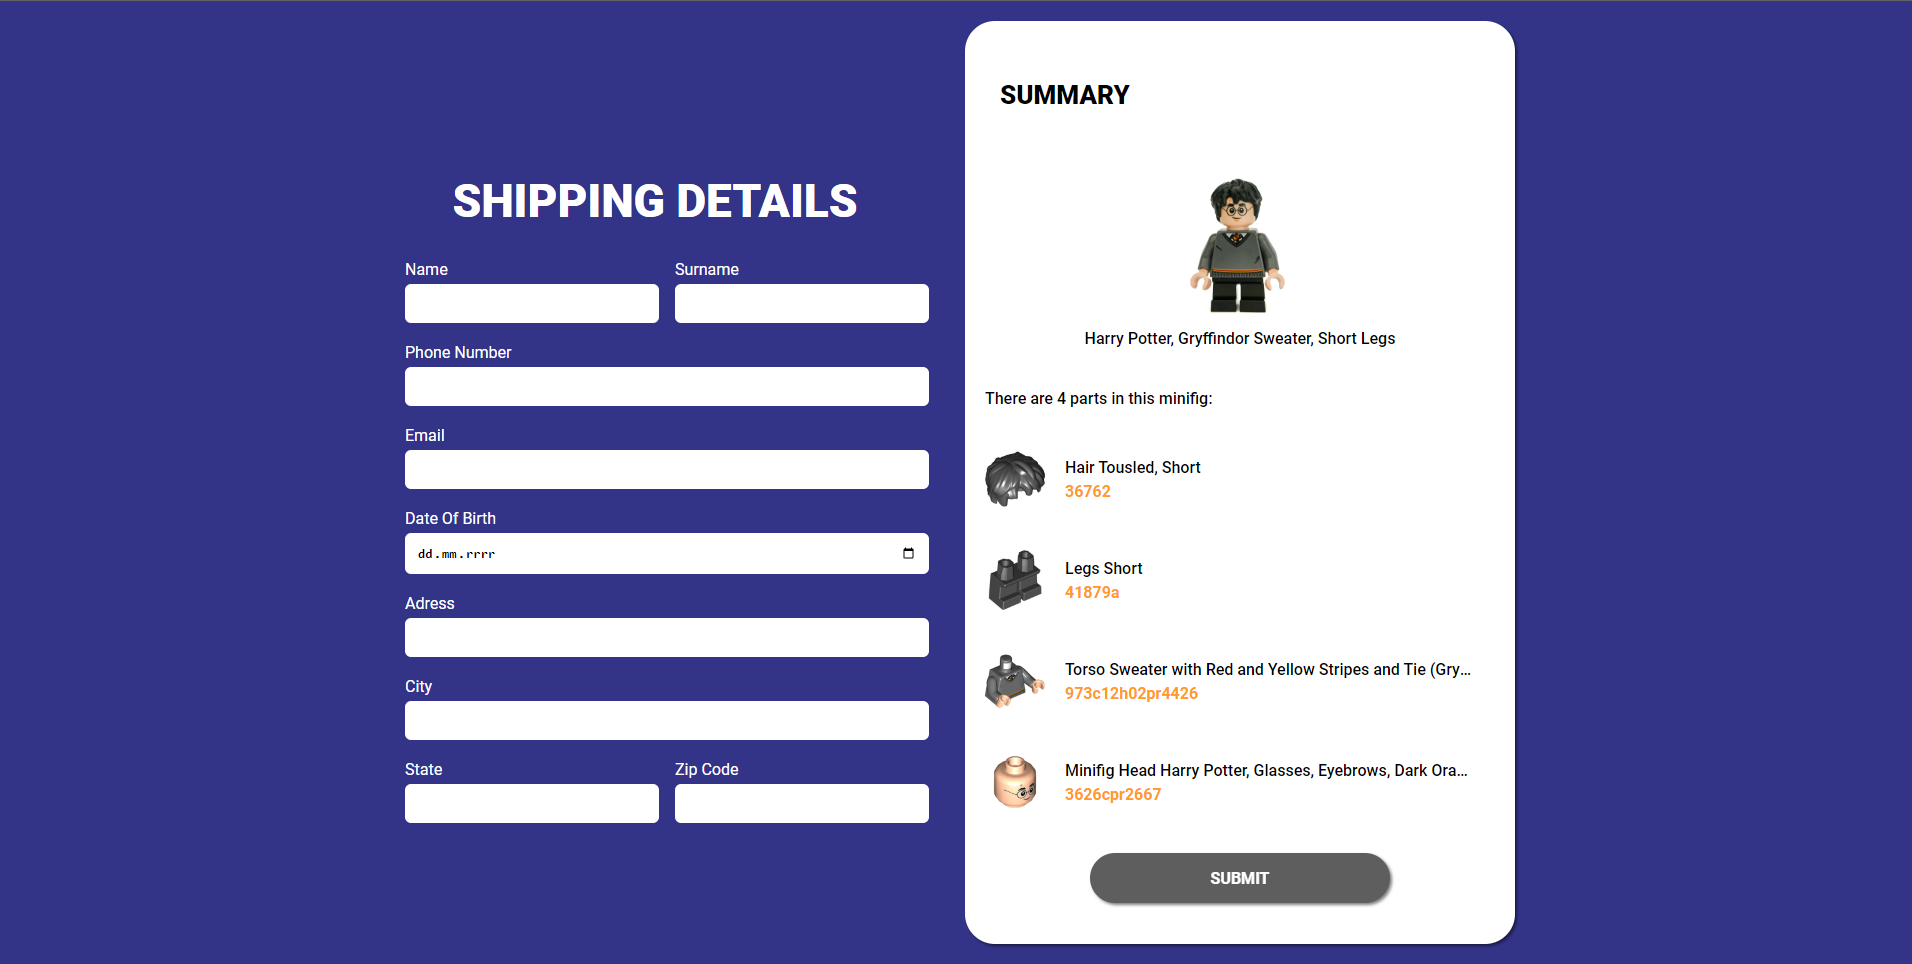 SHIPPING DETAILS
Name
Surname
Phone Number
Email
Date Of Birth
dd.mm.rrrr
Adress
City
State
Zip Code
SUMMARY
Harry Potter, Gryffindor Sweater, Short Legs
There are 4 parts in this minifig:
Hair Tousled, Short
36762
Legs Short
41879a
Torso Sweater with Red and Yellow Stripes and Tie (Gry...
973c12h02pr4426
Minifig Head Harry Potter, Glasses, Eyebrows, Dark Ora...
3626cpr2667
SUBMIT